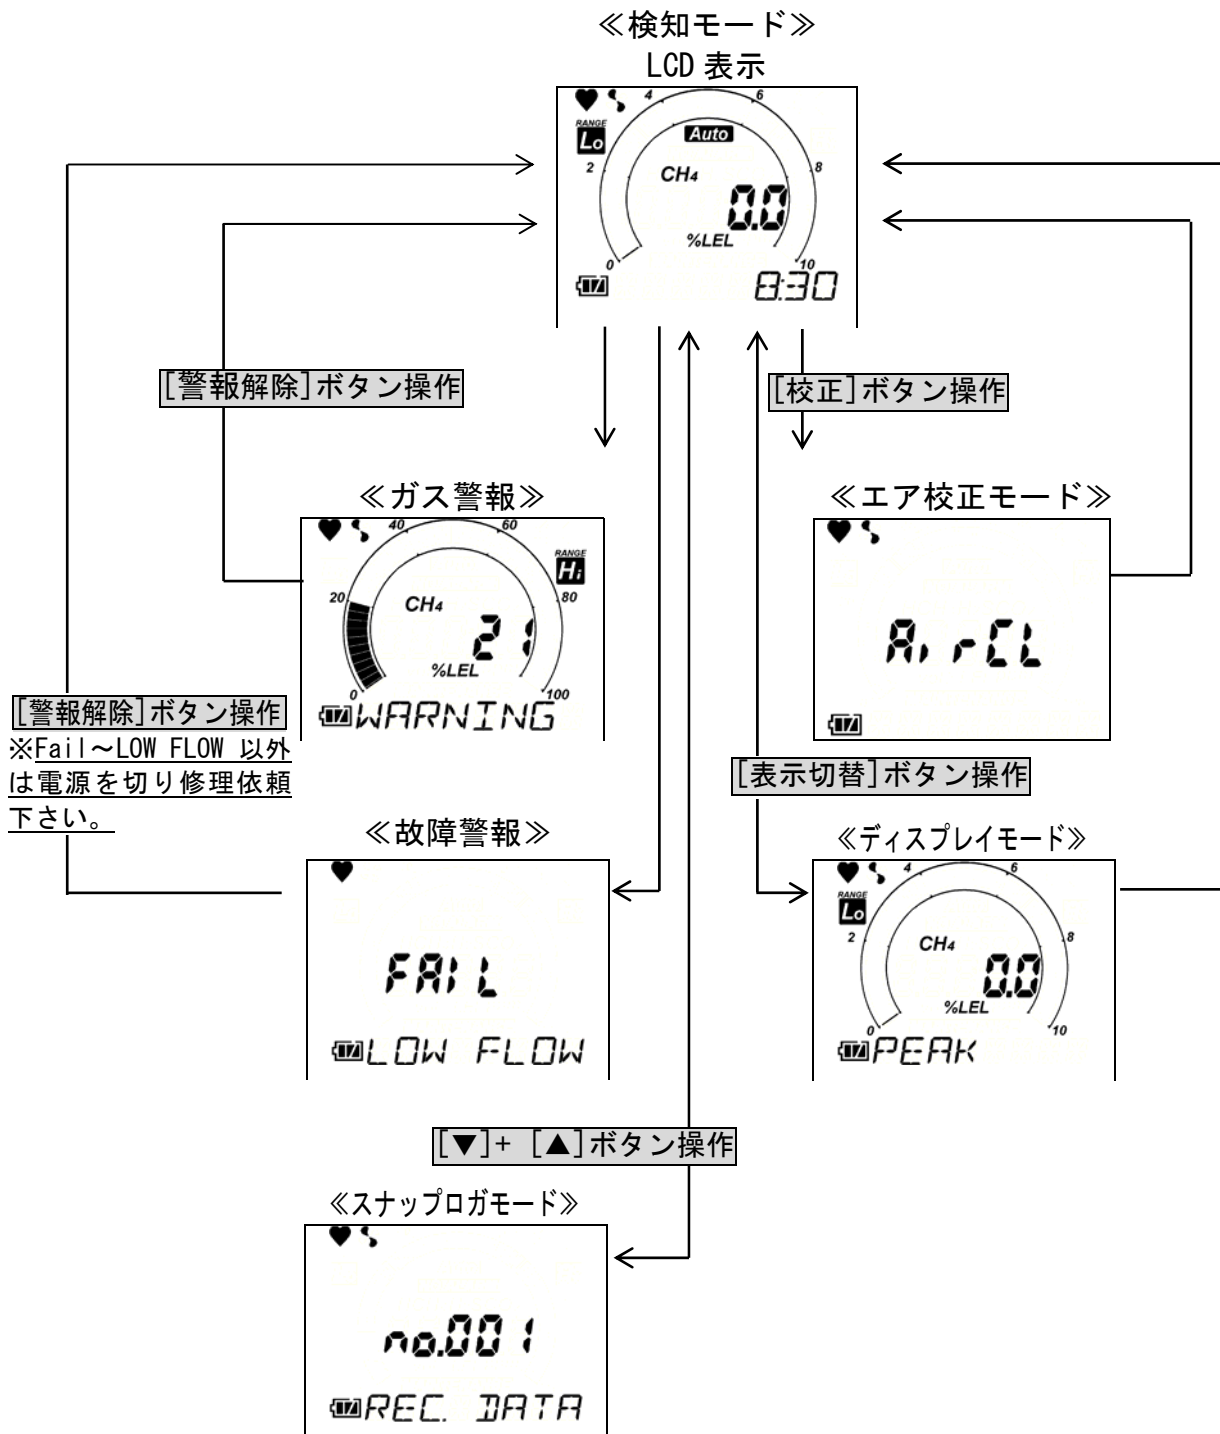 ≪検知モード≫
LCD 表示
4 6
RANGE
Lo
Auto
2 8
CH4
0.0
%LEL
0 10
8:30
[警報解除]ボタン操作
[校正]ボタン操作
≪ガス警報≫
40 60
RANGE
Hi
20 80
CH4
21
%LEL
0 100
WARNING
≪エア校正モード≫
AirCL
[警報解除]ボタン操作
※Fail～LOW FLOW 以外
は電源を切り修理依頼
下さい。
[表示切替]ボタン操作
≪故障警報≫
FAIL
LOW FLOW
≪ディスプレイモード≫
4 6
RANGE
Lo
2 8
CH4
0.0
%LEL
0 10
PEAK
[▼]+ [▲]ボタン操作
≪スナップロガモード≫
no.001
REC. DATA